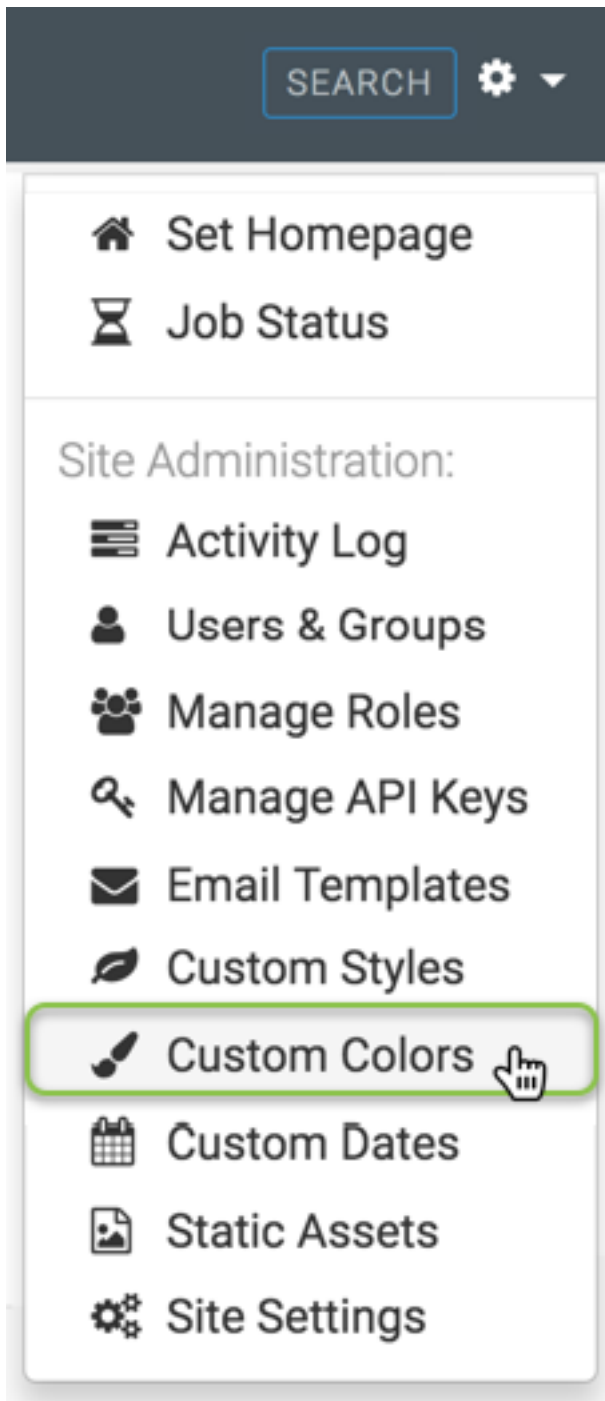 SEARCH
Set Homepage
Job Status
Site Administration:
Activity Log
Users & Groups
Manage Roles
Manage API Keys
Email Templates
Custom Styles
Custom Colors
Custom Dates
Static Assets
Site Settings